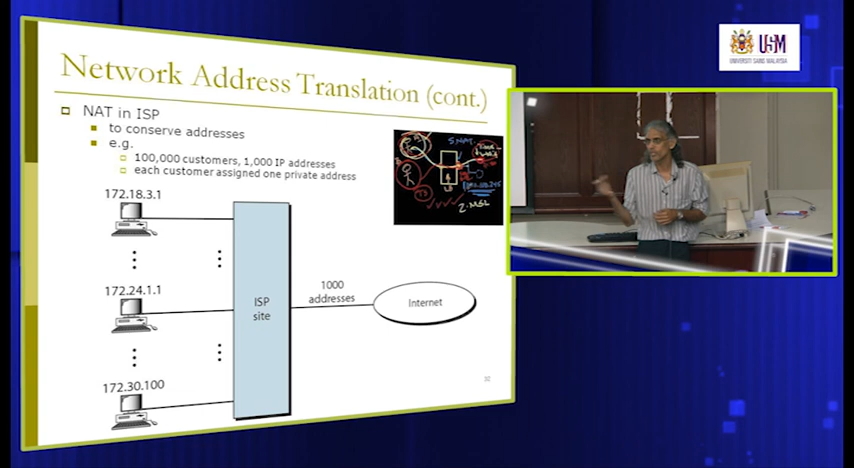 Network Address Translation (cont.)
NAT in ISP
to conserve addresses
e.g.
100,000 customers, 1,000 IP addresses
each customer assigned one private address
172.18.3.1
172.24.1.1
172.30.100
ISP
site
1000
addresses
Internet
32
USM
UNIVERSITI SAINS MALAYSIA